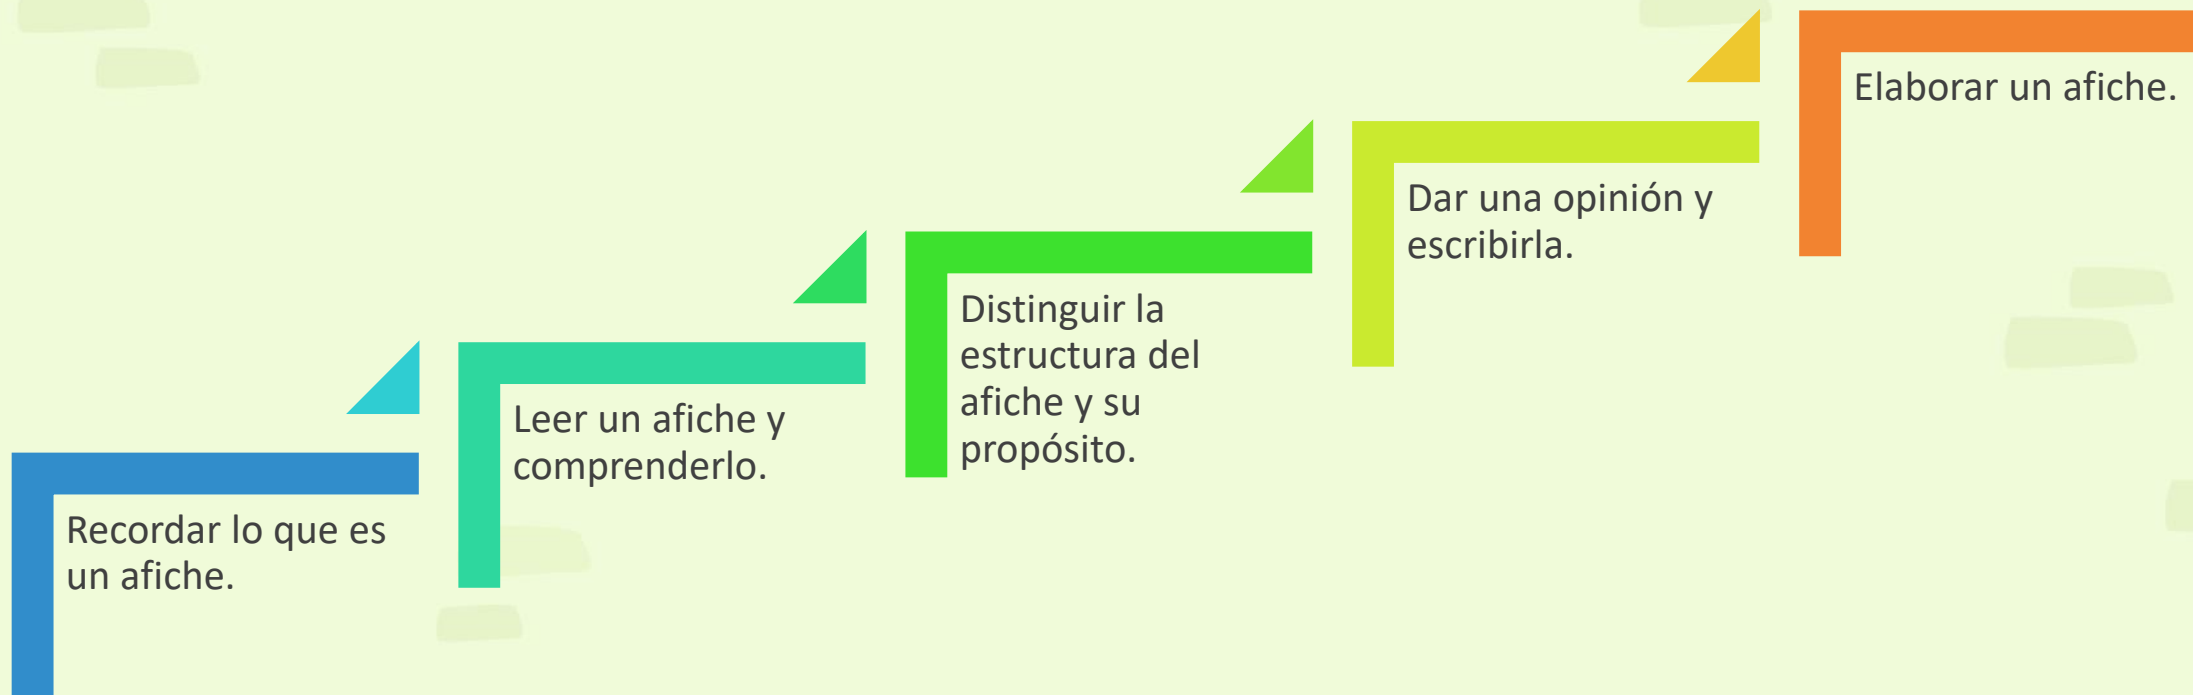 Recordar lo que es
un afiche.
Leer un afiche y
comprenderlo.
Distinguir la
estructura del
afiche y su
propósito.
Dar una opinión y
escribirla.
Elaborar un afiche.